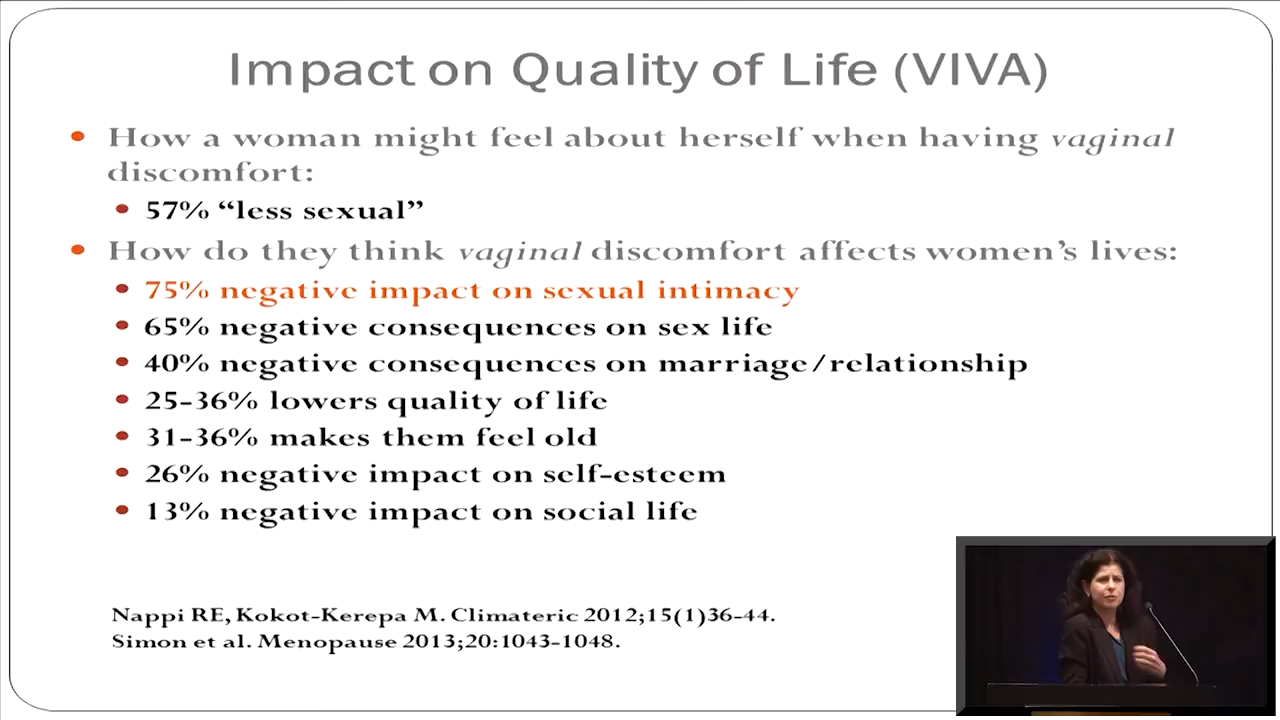 Impact on Quality of Life (VIVA)
How a woman might feel about herself when having vaginal
discomfort:
57% “less sexual”
How do they think vaginal discomfort affects women’s lives:
75% negative impact on sexual intimacy
65% negative consequences on sex life
40% negative consequences on marriage/relationship
25-36% lowers quality of life
31-36% makes them feel old
26% negative impact on self-esteem
13% negative impact on social life
Nappi RE, Kokot-Kerepa M. Climateric 2012;15(1)36-44.
Simon et al. Menopause 2013;20:1043-1048.